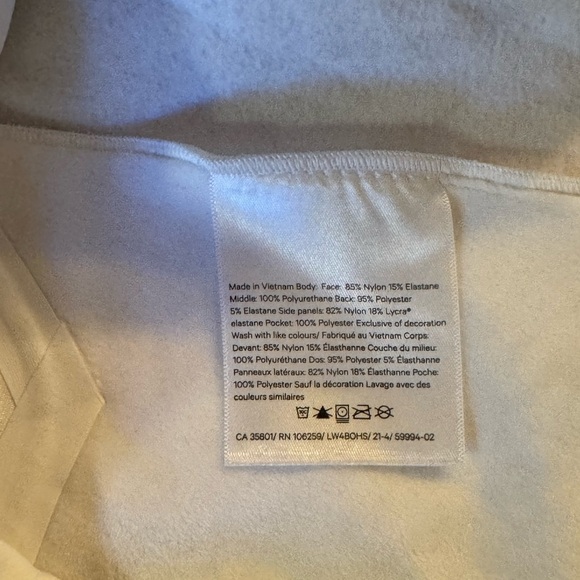 Made in Vietnam Body: Face: 85% Nylon 15% Elastane
Middle: 100% Polyurethane Back: 95% Polyester
5% Elastane Side panels: 82% Nylon 18% Lycra®
elastane Pocket: 100% Polyester Exclusive of decoration
Wash with like colours/ Fabriqué au Vietnam Corps:
Devant: 85% Nylon 15% Élasthanne Couche du milieu:
100% Polyuréthane Dos: 95% Polyester 5% Élasthanne
Panneaux latéraux: 82% Nylon 18% Élasthanne Poche:
100% Polyester Sauf la décoration Lavage avec des
couleurs similaires
CA 35801/ RN 106259/ LW4BOHS/ 21-4/ 59994-02